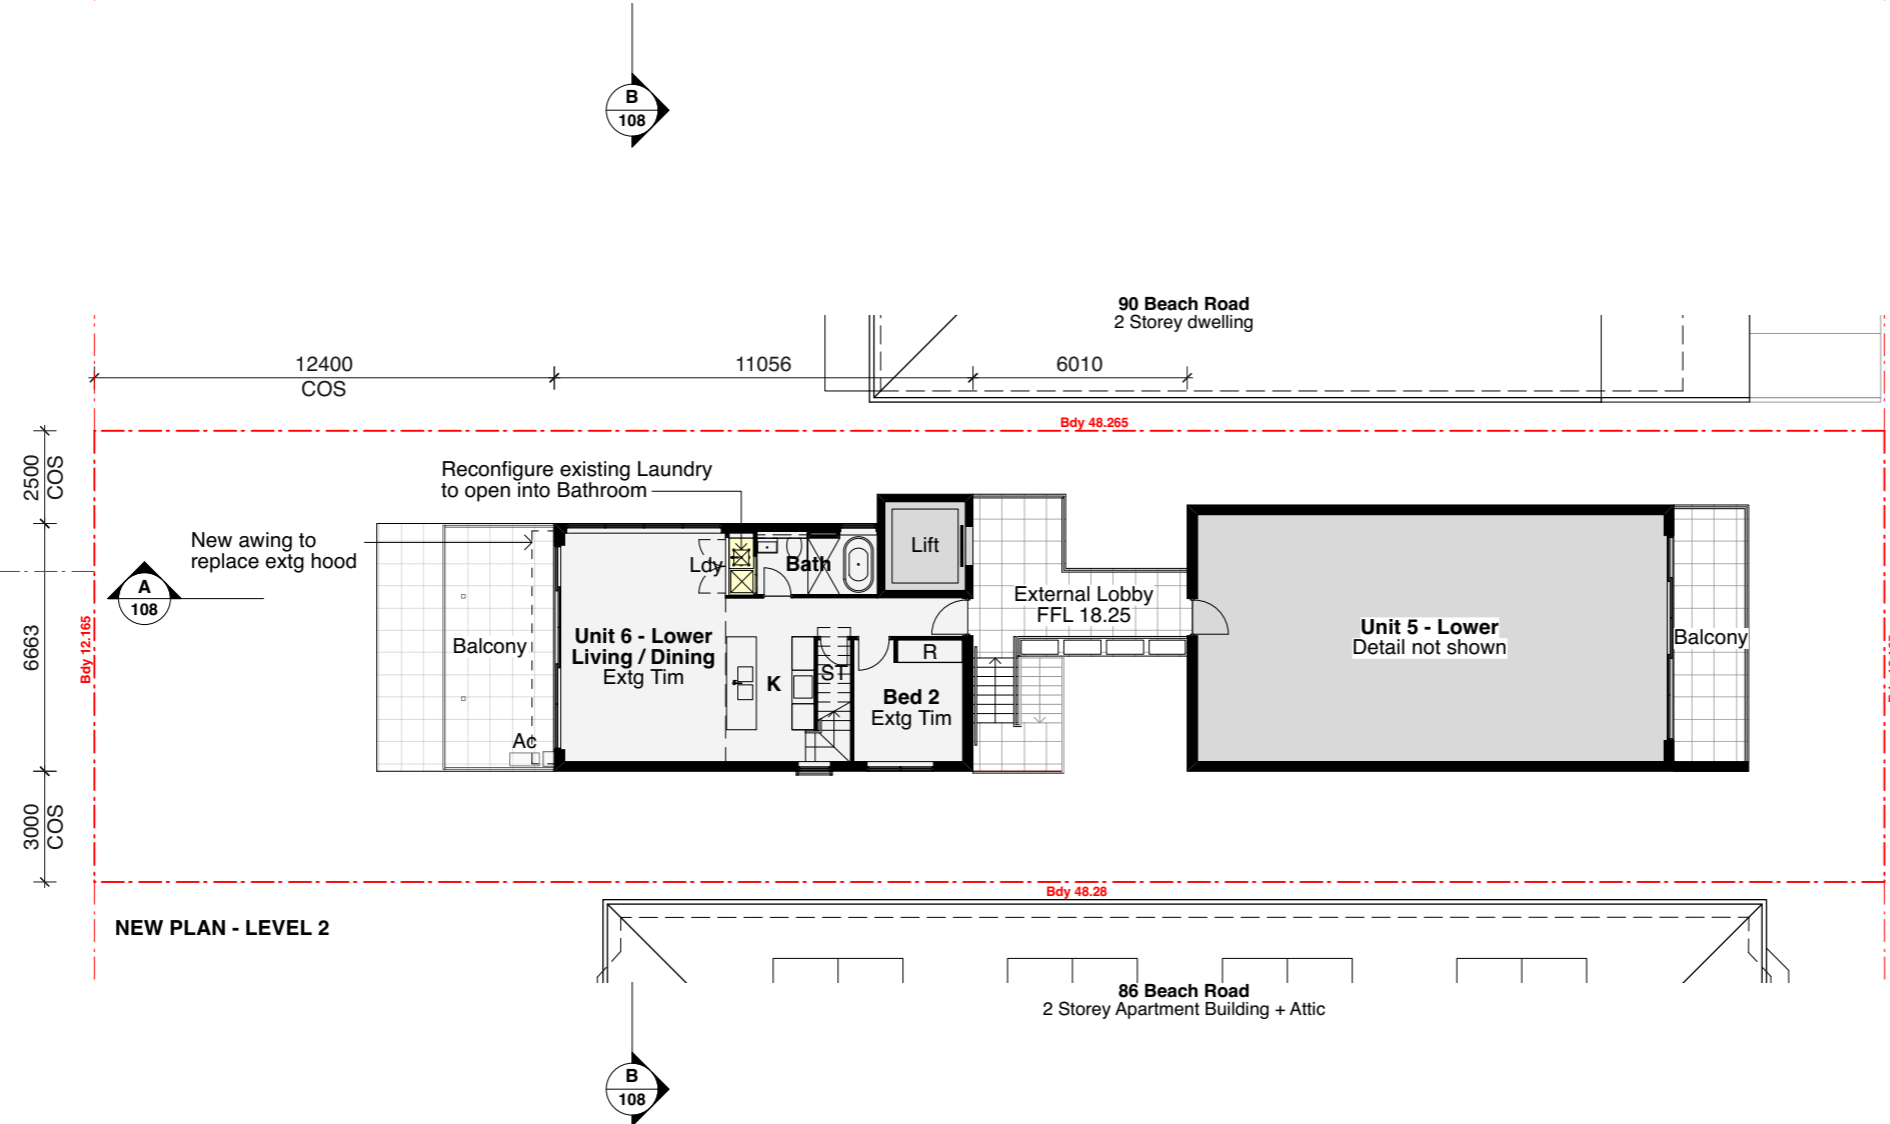 B
108
90 Beach Road
2 Storey dwelling
12400
COS
11056
6010
Bdy 48.265
2500
COS
Reconfigure existing Laundry
to open into Bathroom
New awing to
replace extg hood
A
108
Bdy 12.165
6663
Balcony
Ac
Unit 6 - Lower
Living / Dining
Extg Tim
Ldy
Bath
Lift
K
ST
R
Bed 2
Extg Tim
External Lobby
FFL 18.25
Unit 5 - Lower
Detail not shown
Balcony
3000
COS
Bdy 48.28
NEW PLAN - LEVEL 2
86 Beach Road
2 Storey Apartment Building + Attic
B
108